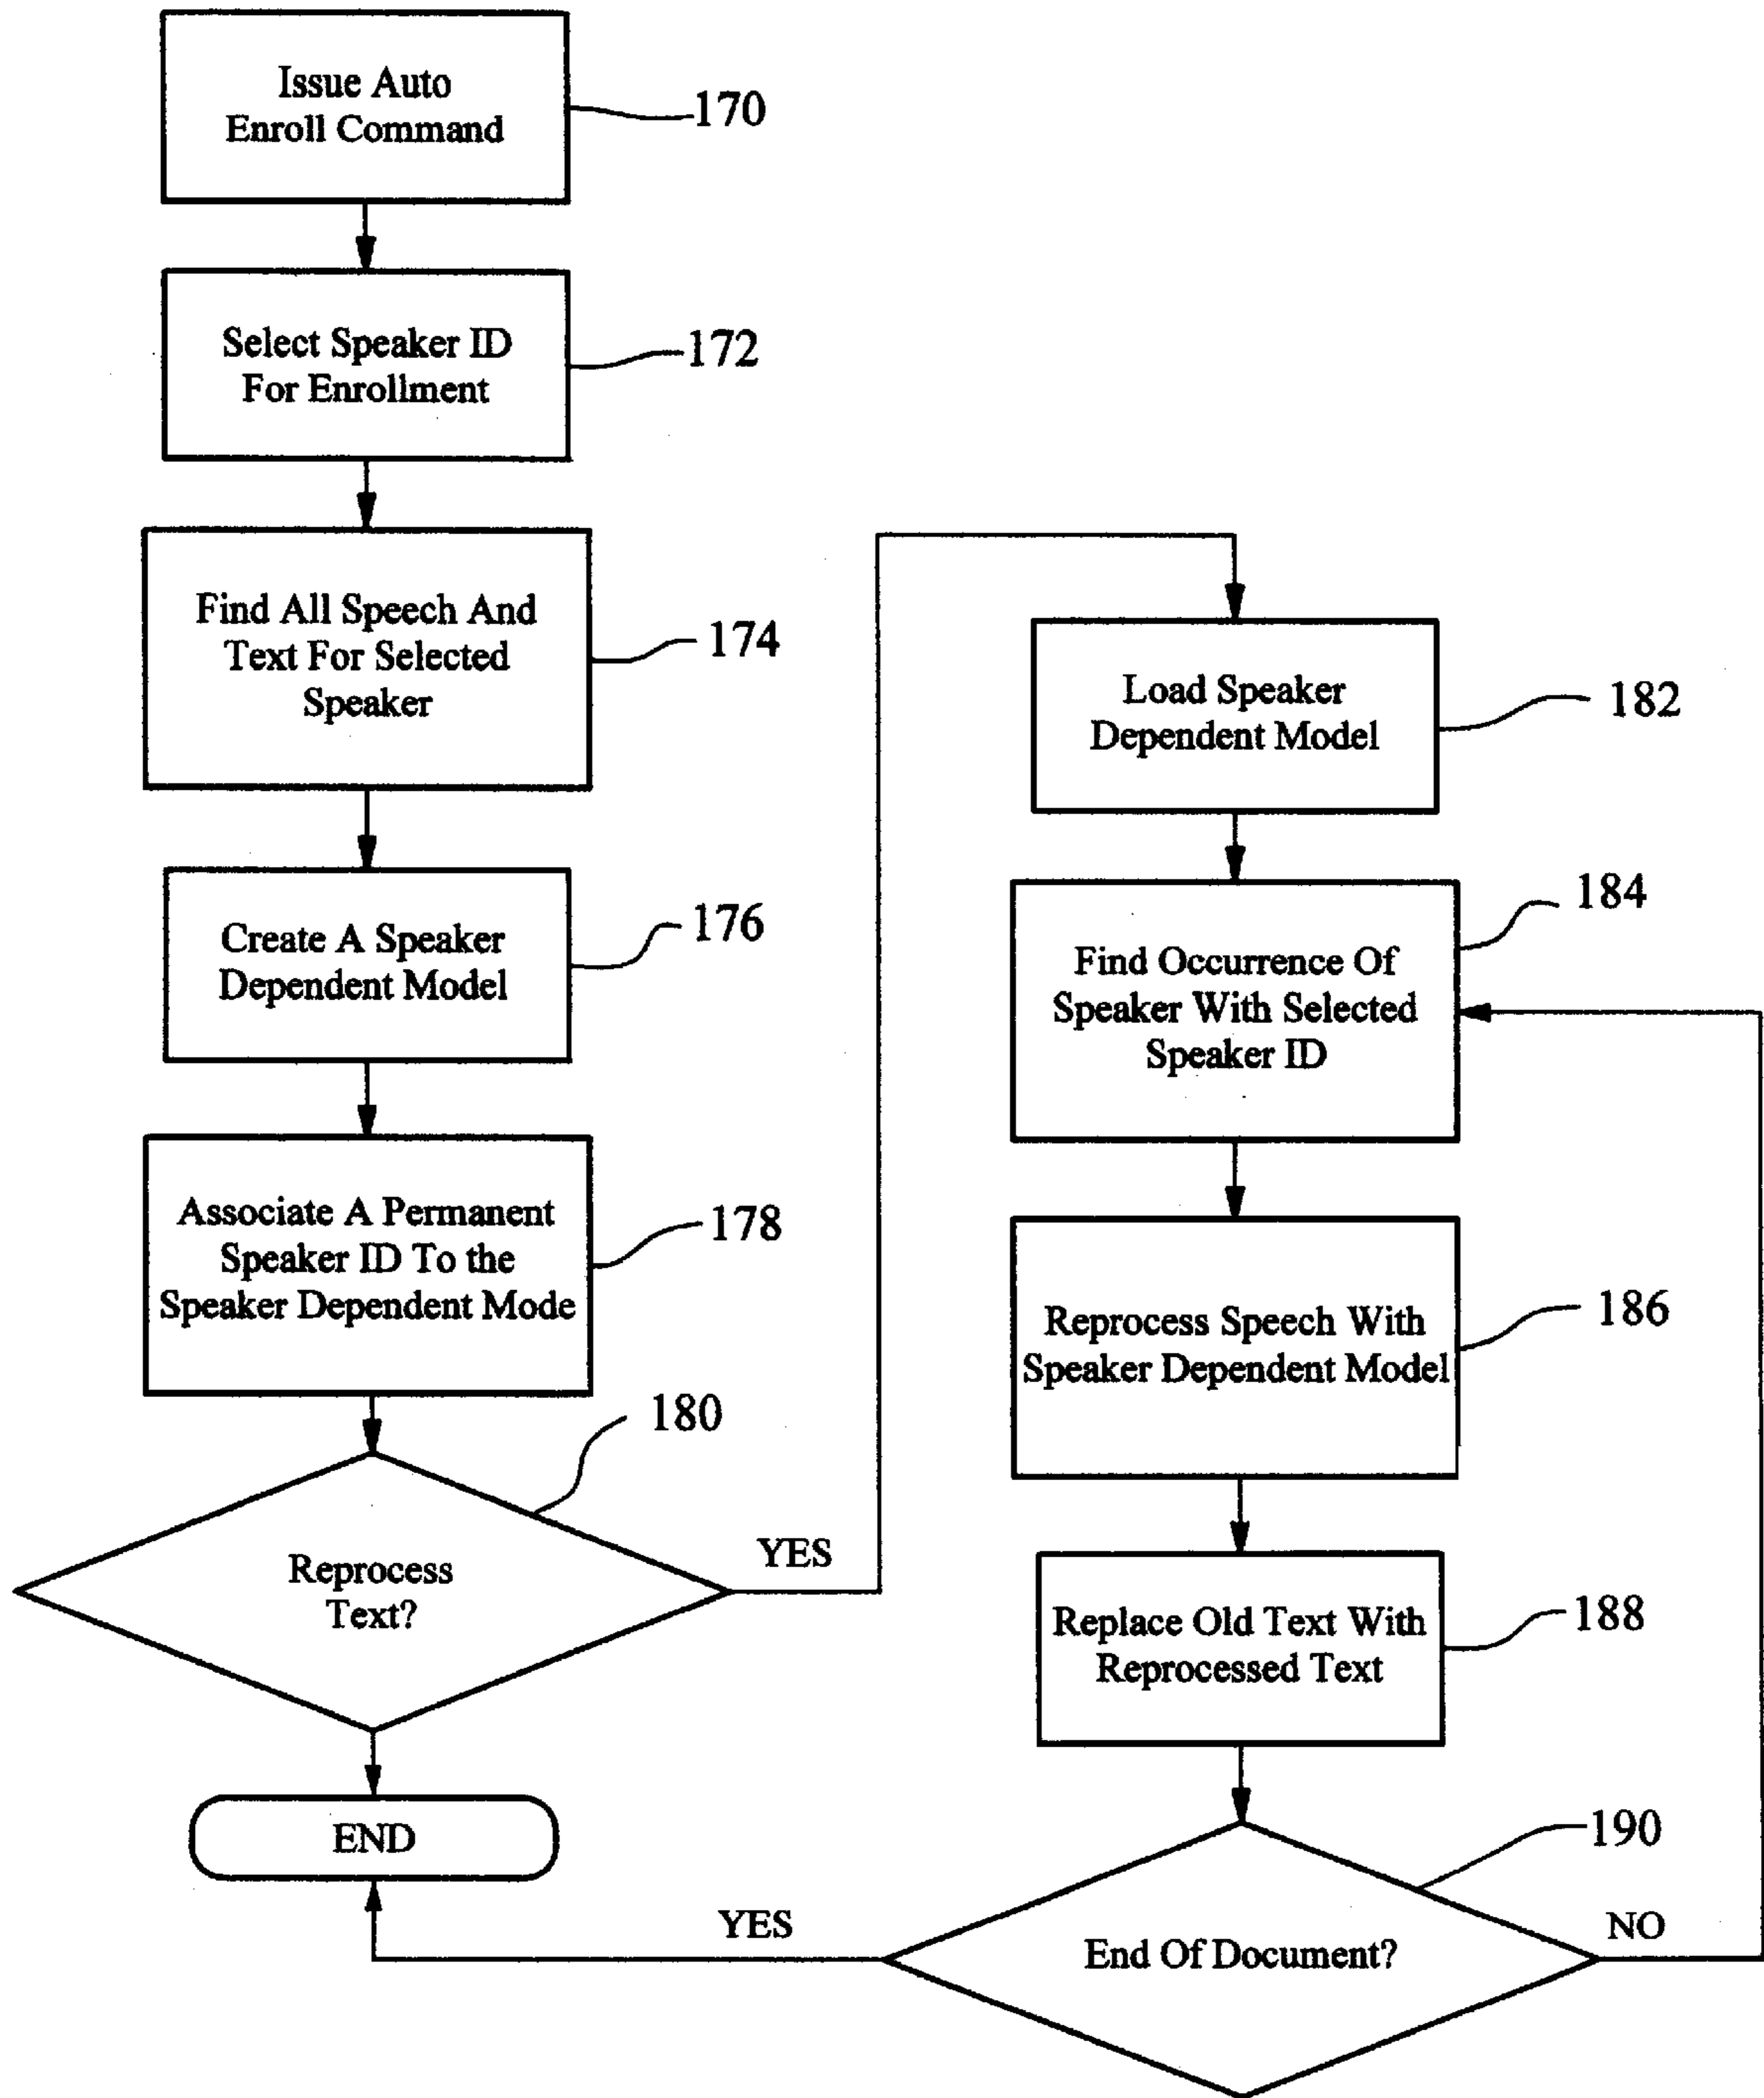 Issue Auto
Enroll Command
170
Select Speaker ID
For Enrollment
172
Find All Speech And
Text For Selected
Speaker
174
Create A Speaker
Dependent Model
176
Associate A Permanent
Speaker ID To the
Speaker Dependent Mode
178
180
Reprocess
Text?
YES
END
Load Speaker
Dependent Model
182
184
Find Occurrence Of
Speaker With Selected
Speaker ID
Reprocess Speech With
Speaker Dependent Model
186
Replace Old Text With
Reprocessed Text
188
190
End Of Document?
YES
NO